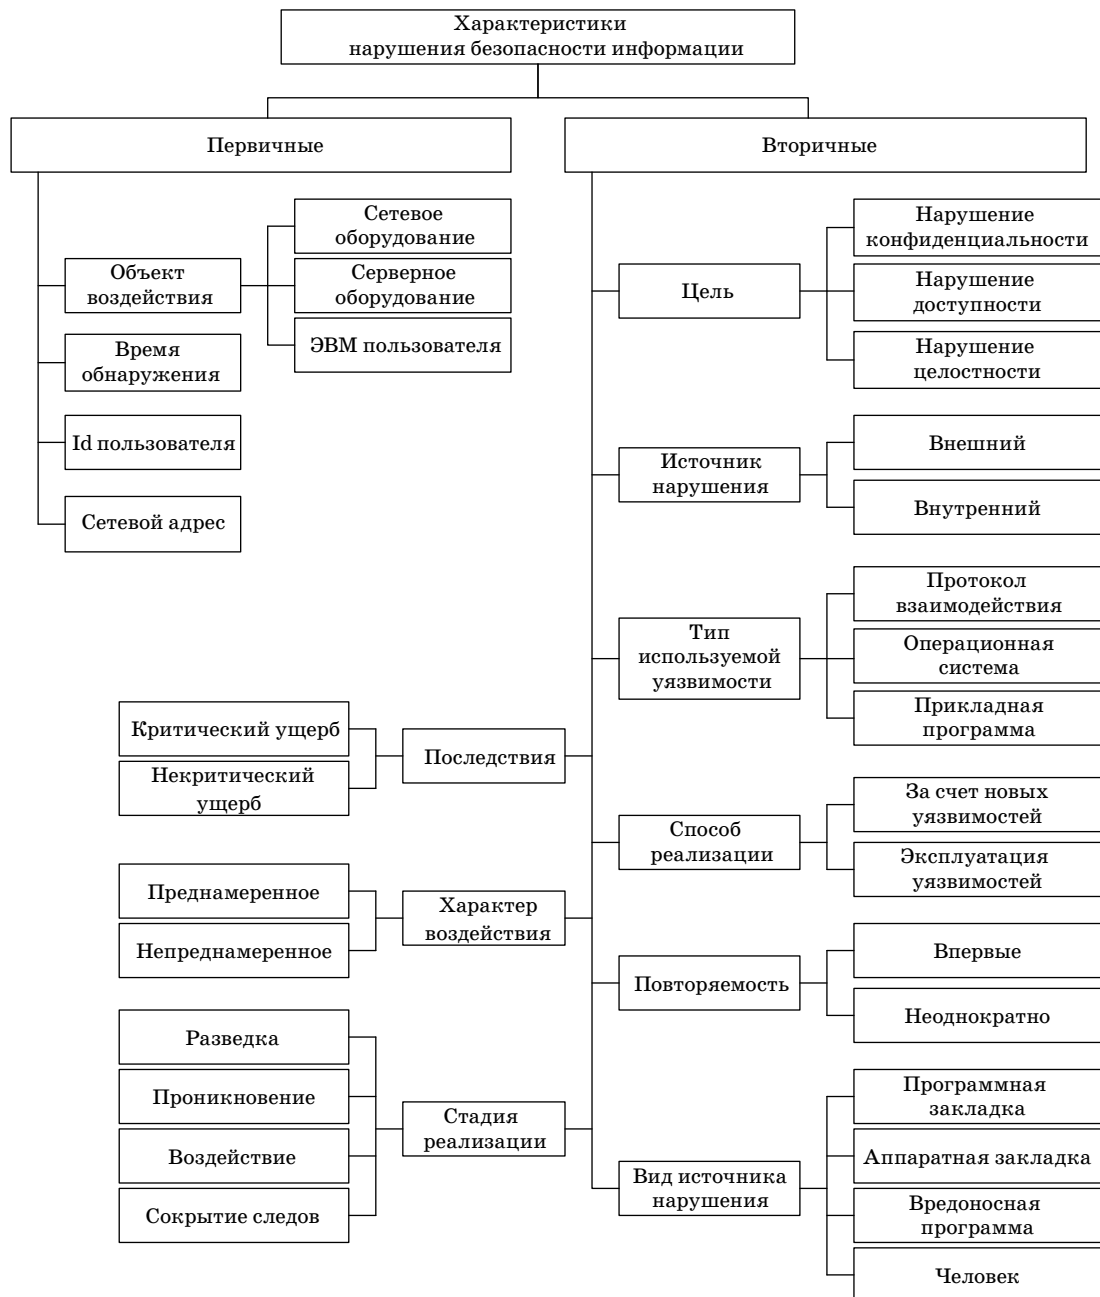 Характеристики
нарушения безопасности информации
Первичные
Вторичные
Объект
воздействия
Сетевое
оборудование
Серверное
оборудование
ЭВМ пользователя
Время
обнаружения
Id пользователя
Сетевой адрес
Цель
Нарушение
конфиденциальности
Нарушение
доступности
Нарушение
целостности
Источник
нарушения
Внешний
Внутренний
Тип
используемой
уязвимости
Протокол
взаимодействия
Операционная
система
Прикладная
программа
Последствия
Критический ущерб
Некритический
ущерб
Способ
реализации
За счет новых
уязвимостей
Эксплуатация
уязвимостей
Характер
воздействия
Преднамеренное
Непреднамеренное
Повторяемость
Впервые
Неоднократно
Стадия
реализации
Разведка
Проникновение
Воздействие
Сокрытие следов
Вид источника
нарушения
Программная
закладка
Аппаратная закладка
Вредоносная
программа
Человек